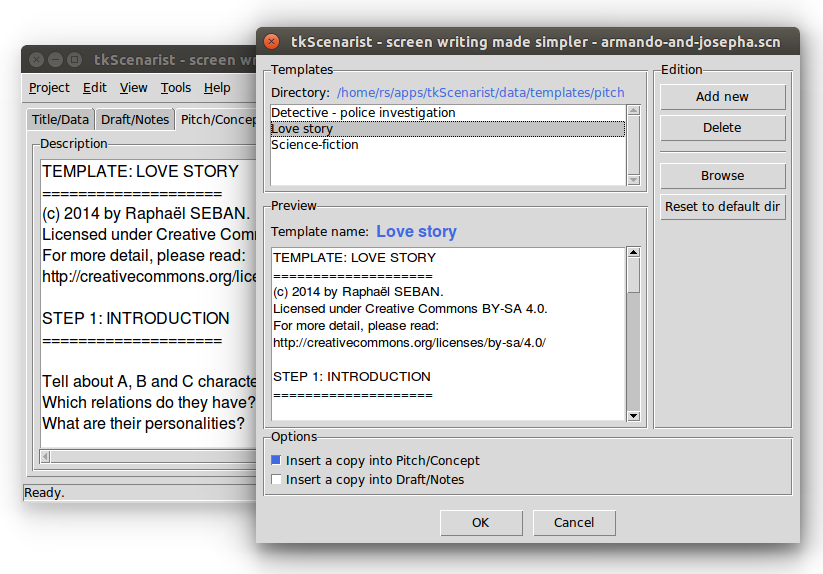 tkScenarist - screen wr
Project Edit View Tools Help
Title/Data Draft/Notes Pitch/Concep
Description
TEMPLATE: LOVE STORY
====================
(c) 2014 by Raphaël SEBAN.
Licensed under Creative Com
For more detail, please read:
http://creativecommons.org/lice
STEP 1: INTRODUCTION
====================
Tell about A, B and C characte
Which relations do they have?
What are their personalities?
Ready.
tkScenarist - screen writing made simpler - armando-and-josepha.scn
Templates
Directory: /home/rs/apps/tkScenarist/data/templates/pitch
Detective - police investigation
Love story
Science-fiction
Preview
Template name: Love story
TEMPLATE: LOVE STORY
====================
(c) 2014 by Raphaël SEBAN.
Licensed under Creative Commons BY-SA 4.0.
For more detail, please read:
http://creativecommons.org/licenses/by-sa/4.0/
STEP 1: INTRODUCTION
====================
Edition
Add new
Delete
Browse
Reset to default dir
Options
Insert a copy into Pitch/Concept
Insert a copy into Draft/Notes
OK Cancel